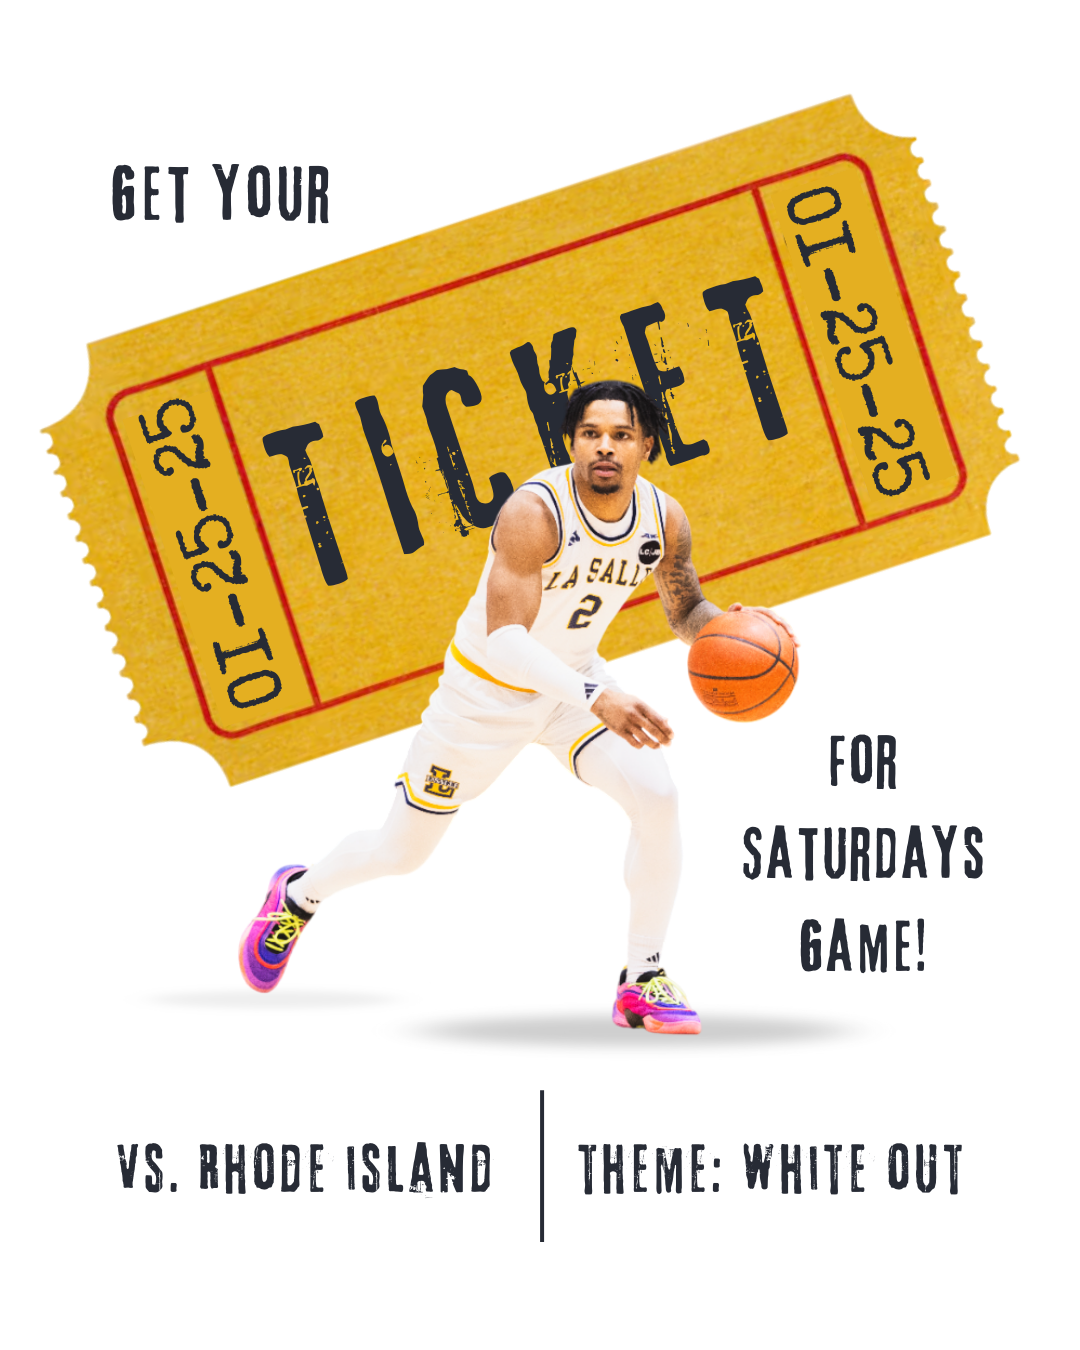 GET YOUR
TICKET
01-25-25
01-25-25
LA SALLE
2
FOR
SATURDAYS
GAME!
VS. RHODE ISLAND
THEME: WHITE OUT